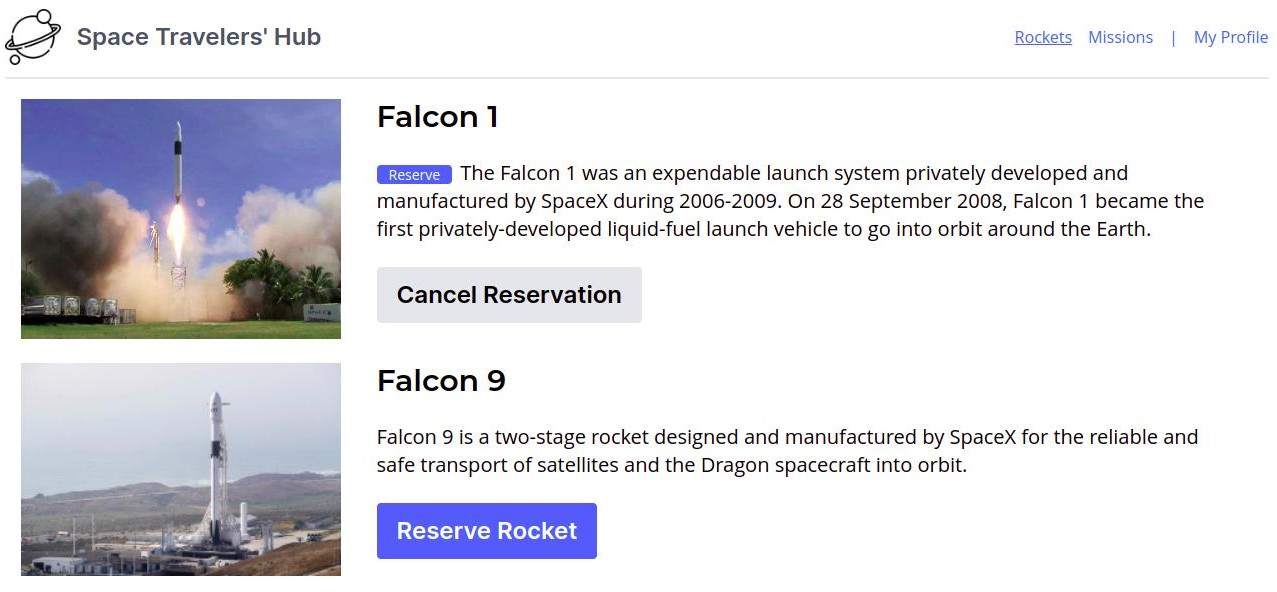 Space Travelers' Hub
Rockets Missions | My Profile
Falcon 1
Reserve The Falcon 1 was an expendable launch system privately developed and
manufactured by SpaceX during 2006-2009. On 28 September 2008, Falcon 1 became the
first privately-developed liquid-fuel launch vehicle to go into orbit around the Earth.
Cancel Reservation
Falcon 9
Falcon 9 is a two-stage rocket designed and manufactured by SpaceX for the reliable and
safe transport of satellites and the Dragon spacecraft into orbit.
Reserve Rocket